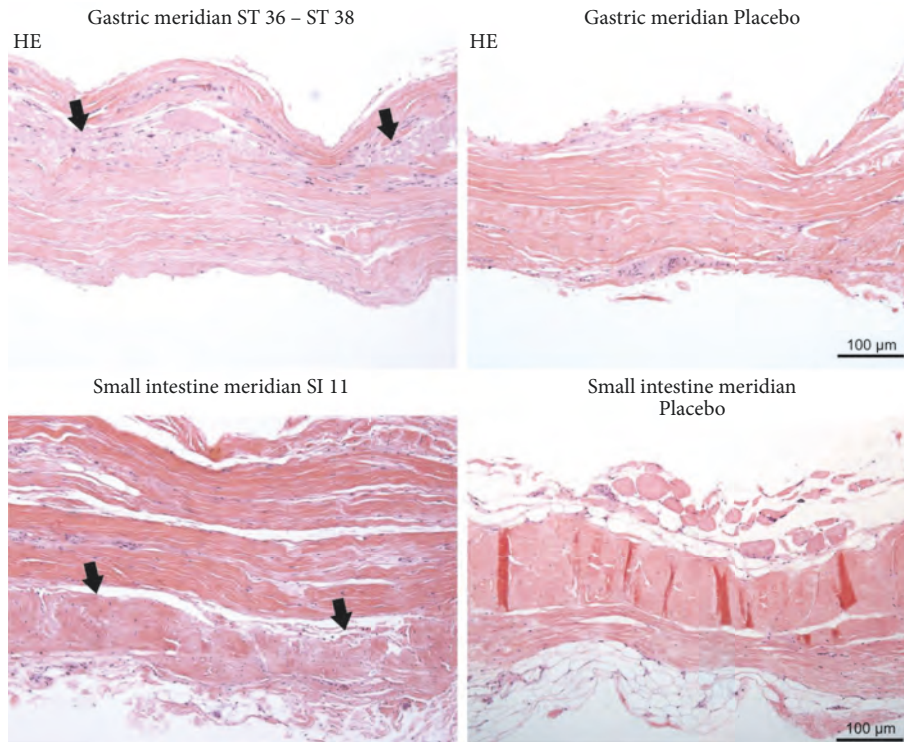 Gastric meridian ST 36 – ST 38
Gastric meridian Placebo
HE
HE
100 µm
Small intestine meridian SI 11
Small intestine meridian
Placebo
100 µm